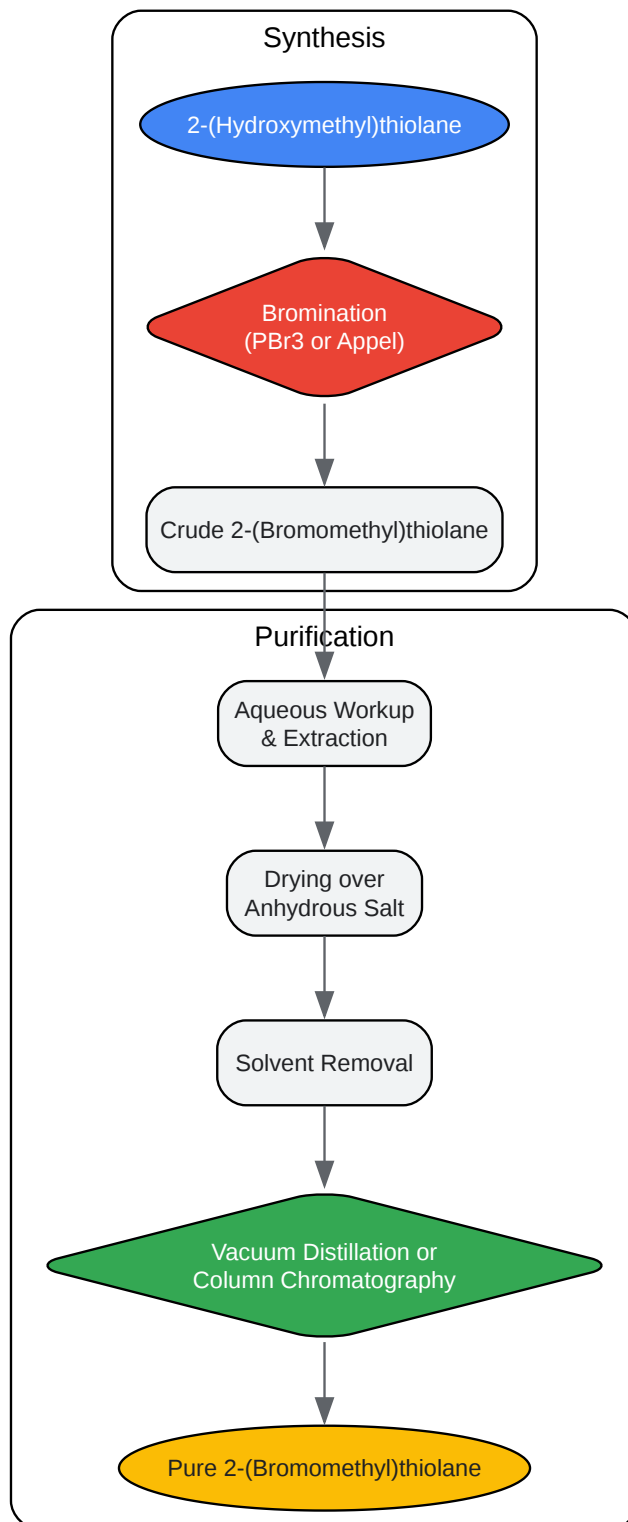 Synthesis
2-(Hydroxymethyl)thiolane
Bromination
(PBr3 or Appel)
Crude 2-(Bromomethyl)thiolane
Purification
Aqueous Workup
& Extraction
Drying over
Anhydrous Salt
Solvent Removal
Vacuum Distillation or
Column Chromatography
Pure 2-(Bromomethyl)thiolane